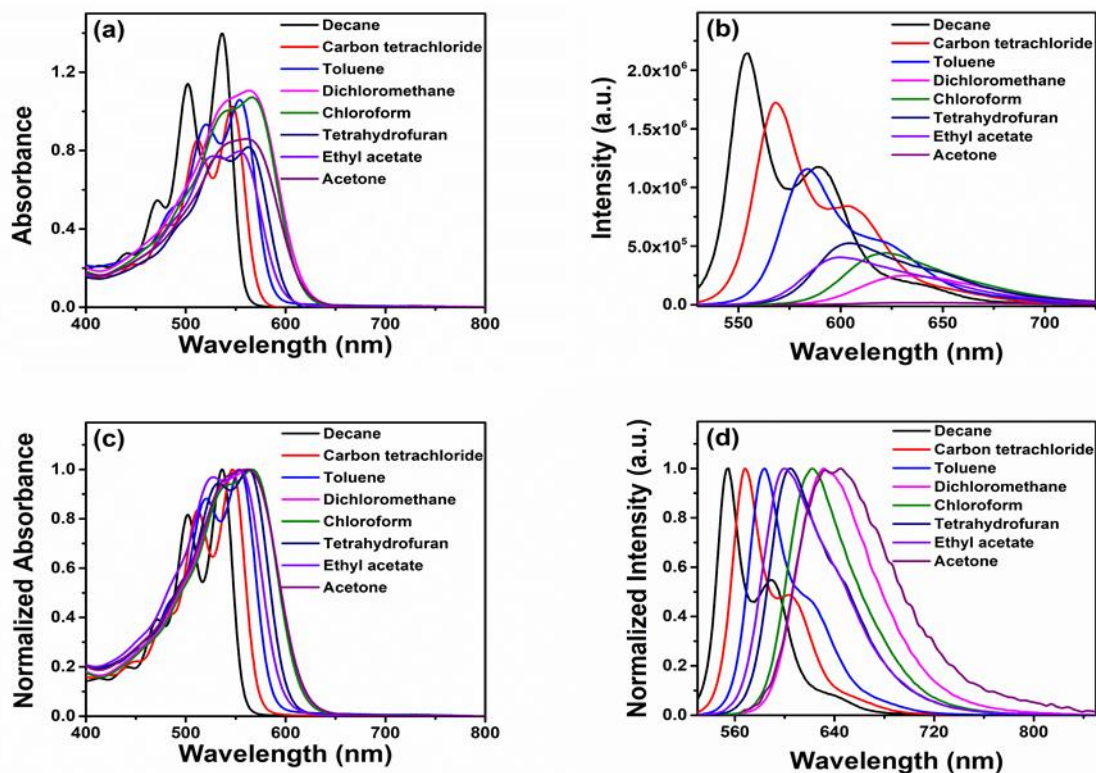 (a)
Decane
Carbon tetrachloride
Toluene
Dichloromethane
Chloroform
Tetrahydrofuran
Ethyl acetate
Acetone
Absorbance
1.2
0.8
0.4
0.0
400 500 600 700 800
Wavelength (nm)
(b)
Decane
Carbon tetrachloride
Toluene
Dichloromethane
Chloroform
Tetrahydrofuran
Ethyl acetate
Acetone
Intensity (a.u.)
2.0x10⁶
1.5x10⁶
1.0x10⁶
5.0x10⁵
0.0
550 600 650 700
Wavelength (nm)
(c)
Decane
Carbon tetrachloride
Toluene
Dichloromethane
Chloroform
Tetrahydrofuran
Ethyl acetate
Acetone
Normalized Absorbance
1.0
0.8
0.6
0.4
0.2
0.0
400 500 600 700 800
Wavelength (nm)
(d)
Decane
Carbon tetrachloride
Toluene
Dichloromethane
Chloroform
Tetrahydrofuran
Ethyl acetate
Acetone
Normalized Intensity (a.u.)
1.0
0.8
0.6
0.4
0.2
0.0
560 640 720 800
Wavelength (nm)